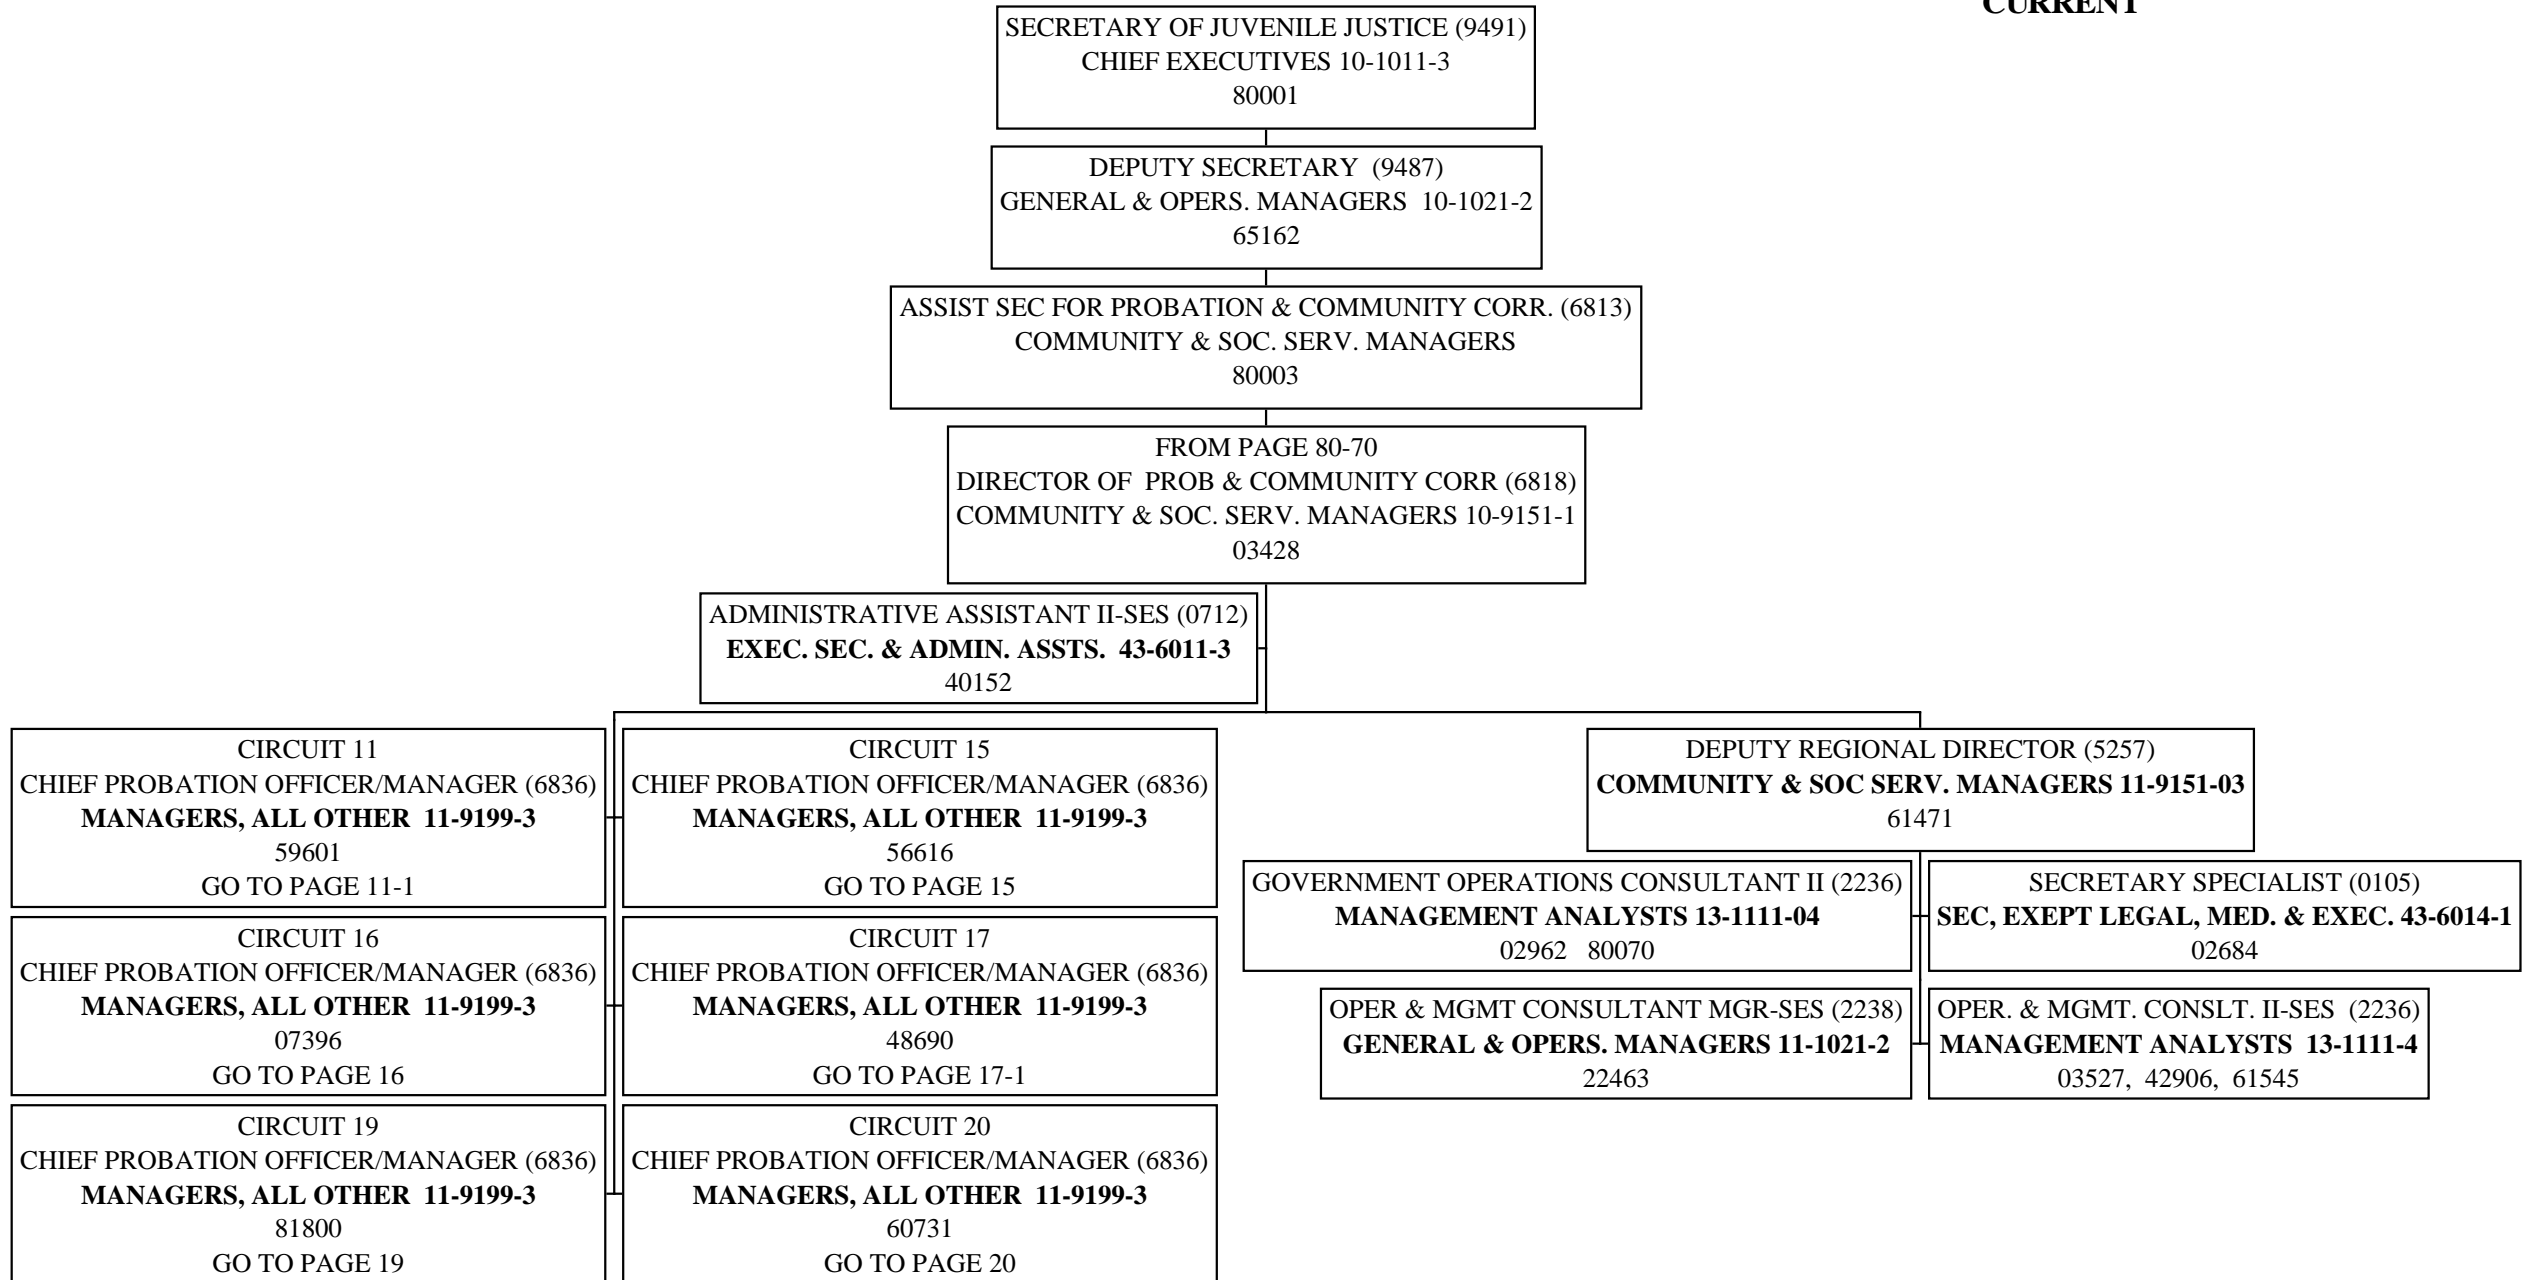 CURRENT
SECRETARY OF JUVENILE JUSTICE (9491)
CHIEF EXECUTIVES 10-1011-3
80001
DEPUTY SECRETARY  (9487)
GENERAL & OPERS. MANAGERS  10-1021-2
65162
ASSIST SEC FOR PROBATION & COMMUNITY CORR. (6813)
COMMUNITY & SOC. SERV. MANAGERS
80003
FROM PAGE 80-70
DIRECTOR OF  PROB & COMMUNITY CORR (6818)
COMMUNITY & SOC. SERV. MANAGERS 10-9151-1
03428
ADMINISTRATIVE ASSISTANT II-SES (0712)
EXEC. SEC. & ADMIN. ASSTS.  43-6011-3
40152
CIRCUIT 11
CHIEF PROBATION OFFICER/MANAGER (6836)
MANAGERS, ALL OTHER  11-9199-3
59601
GO TO PAGE 11-1
CIRCUIT 15
CHIEF PROBATION OFFICER/MANAGER (6836)
MANAGERS, ALL OTHER  11-9199-3
56616
GO TO PAGE 15
CIRCUIT 16
CHIEF PROBATION OFFICER/MANAGER (6836)
MANAGERS, ALL OTHER  11-9199-3
07396
GO TO PAGE 16
CIRCUIT 17
CHIEF PROBATION OFFICER/MANAGER (6836)
MANAGERS, ALL OTHER  11-9199-3
48690
GO TO PAGE 17-1
CIRCUIT 19
CHIEF PROBATION OFFICER/MANAGER (6836)
MANAGERS, ALL OTHER  11-9199-3
81800
GO TO PAGE 19
CIRCUIT 20
CHIEF PROBATION OFFICER/MANAGER (6836)
MANAGERS, ALL OTHER  11-9199-3
60731
GO TO PAGE 20
DEPUTY REGIONAL DIRECTOR (5257)
COMMUNITY & SOC SERV. MANAGERS 11-9151-03
61471
GOVERNMENT OPERATIONS CONSULTANT II (2236)
MANAGEMENT ANALYSTS 13-1111-04
02962   80070
SECRETARY SPECIALIST (0105)
SEC, EXEPT LEGAL, MED. & EXEC. 43-6014-1
02684
OPER & MGMT CONSULTANT MGR-SES (2238)
GENERAL & OPERS. MANAGERS 11-1021-2
22463
OPER. & MGMT. CONSLT. II-SES  (2236)
MANAGEMENT ANALYSTS  13-1111-4
03527,  42906,  61545